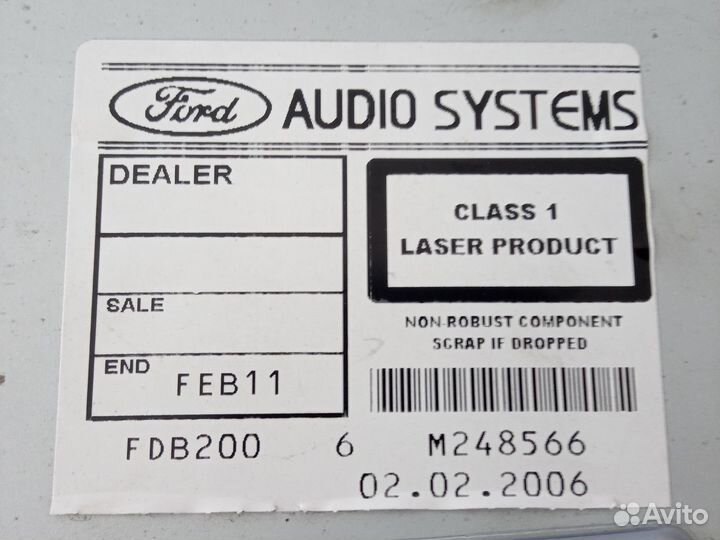 Ford AUDIO SYSTEMS
DEALER
SALE
END FEB11
CLASS 1
LASER PRODUCT
NON-ROBUST COMPONENT
SCRAP IF DROPPED
FDB200 6 M248566
02.02.2006
Avito